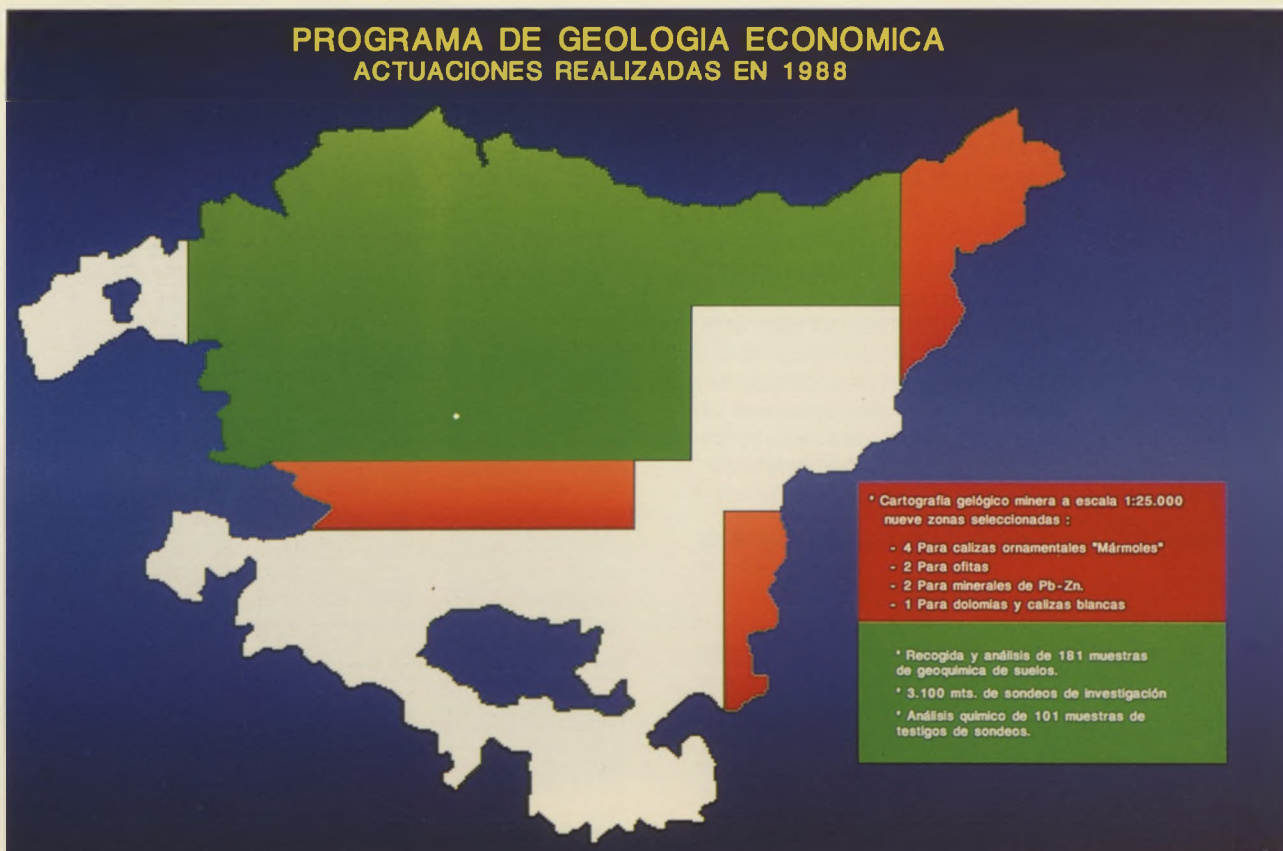 PROGRAMA DE GEOLOGIA ECONOMICA
ACTUACIONES REALIZADAS EN 1988
* Cartografia gelógico minera a escala 1:25.000
nueve zonas seleccionadas :
- 4 Para calizas ornamentales "Mármoles"
- 2 Para ofitas
- 2 Para minerales de Pb-Zn.
- 1 Para dolomias y calizas blancas
* Recogida y análisis de 181 muestras
de geoquimica de suelos.
* 3.100 mts. de sondeos de investigación
* Análisis quimico de 101 muestras de
testigos de sondeos.